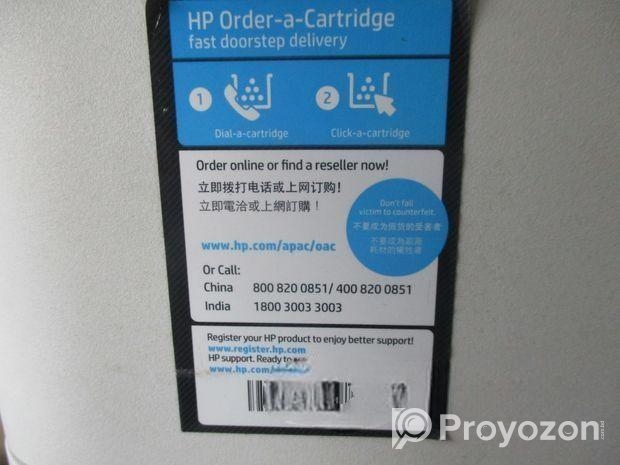 HP Order-a-Cartridge
fast doorstep delivery
1
2
Dial-a-cartridge
Click-a-cartridge
Order online or find a reseller now!
立即拨打电话或上网订购！
立即電洽或上網訂購！
Don't fall
victim to counterfeit.
不要成为假货的受害者
不要成為副廠
耗材的犧牲者
www.hp.com/apac/oac
Or Call:
China 800 820 0851/ 400 820 0851
India 1800 3003 3003
Register your HP product to enjoy better support!
www.register.hp.com
HP support. Ready to
www.hp.com/
Proyozon